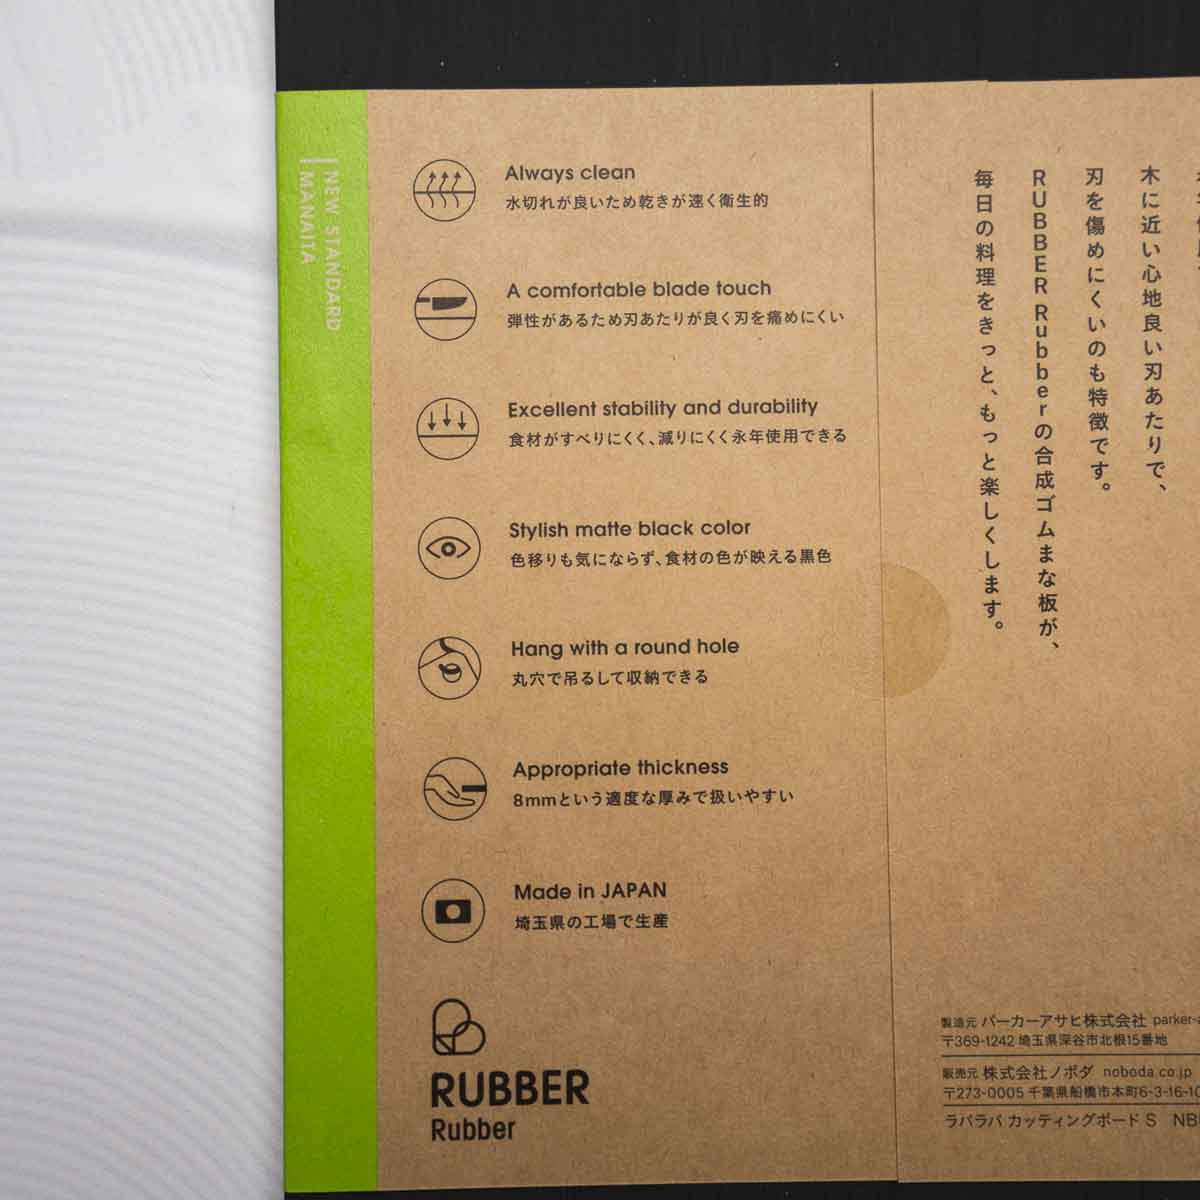 NEW STANDARD
MANAITA
Always clean
水切れが良いため乾きが速く衛生的
A comfortable blade touch
弾性があるため刃あたりが良く刃を痛めにくい
Excellent stability and durability
食材がすべりにくく、減りにくく永年使用できる
Stylish matte black color
色移りも気にならず、食材の色が映える黒色
Hang with a round hole
丸穴で吊るして収納できる
Appropriate thickness
8mmという適度な厚みで扱いやすい
Made in JAPAN
埼玉県の工場で生産
RUBBER
Rubber
木に近い心地良い刃あたりで、
刃を傷めにくいのも特徴です。
RUBBER Rubberの合成ゴムまな板が、
毎日の料理をきっと、もっと楽しくします。
製造元 パーカーアサヒ株式会社 parker-a
〒369-1242 埼玉県深谷市北根15番地
販売元 株式会社ノボダ noboda.co.jp
〒273-0005 千葉県船橋市本町6-3-16-10
ラバラバ カッティングボード S NB